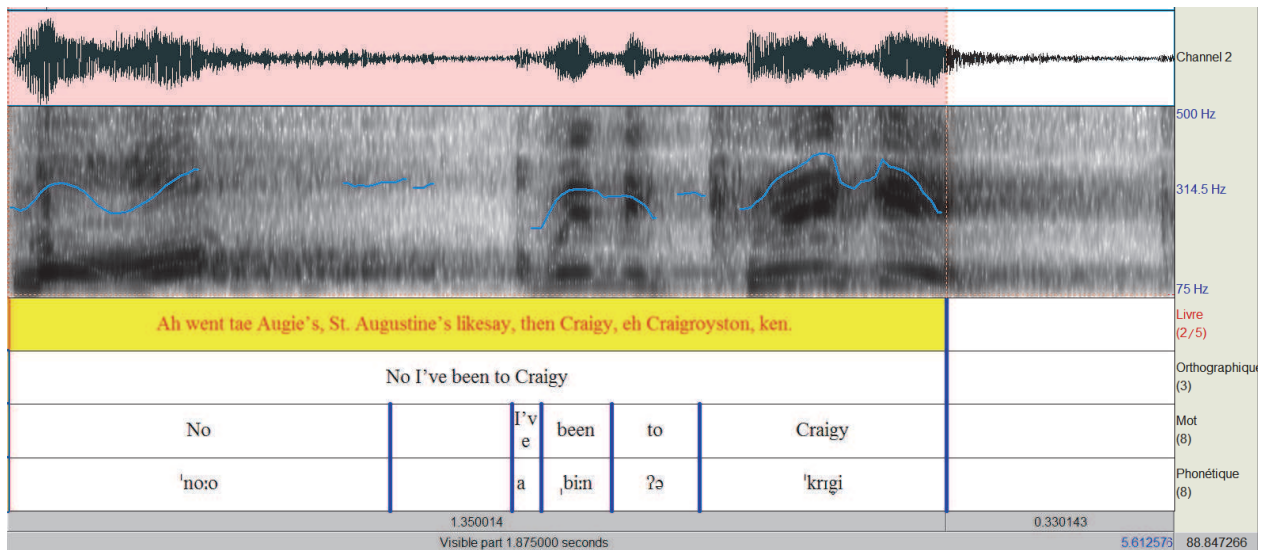 Channel 2
500 Hz
314.5 Hz
75 Hz
Ah went tae Augie's, St. Augustine's likesay, then Craigy, eh Craigroyston, ken.
Livre
(2/5)
No I've been to Craigy
Orthographique
(3)
No I'v
e been to Craigy
Mot
(8)
ˈnoːo a ˌbiːn ʔə ˈkrɪg̬i
Phonétique
(8)
1.350014 0.330143
Visible part 1.875000 seconds 5.612576 88.847266